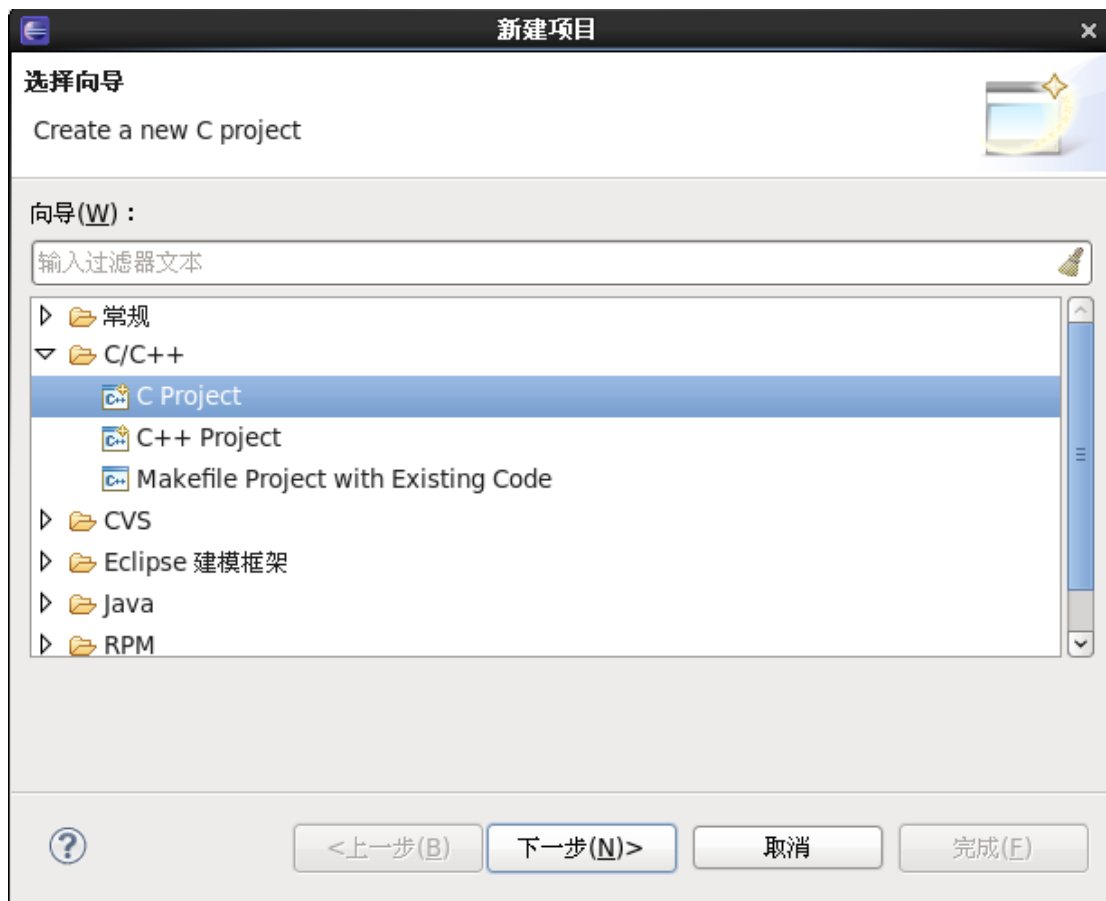 新建项目
选择向导
Create a new C project
向导(W)：
输入过滤器文本
常规
C/C++
C Project
C++ Project
Makefile Project with Existing Code
CVS
Eclipse 建模框架
Java
RPM
<上一步(B) 下一步(N)> 取消 完成(F)